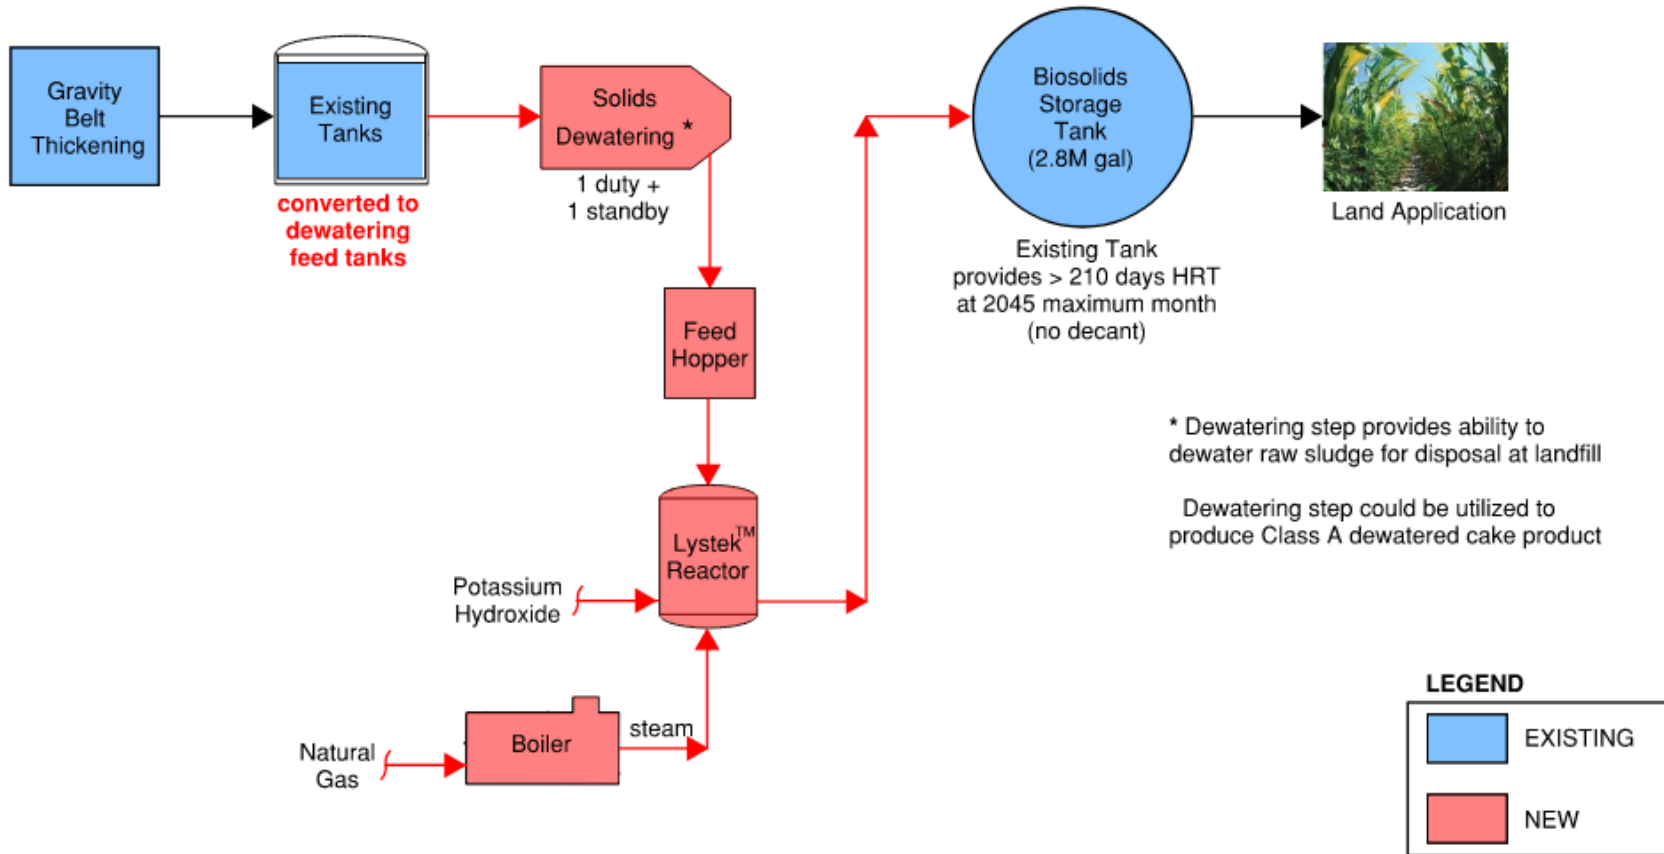 Gravity
Belt
Thickening
Existing
Tanks
converted to
dewatering
feed tanks
Solids
Dewatering *
1 duty +
1 standby
Feed
Hopper
Lystek™
Reactor
Potassium
Hydroxide
Natural
Gas
Boiler
steam
Biosolids
Storage
Tank
(2.8M gal)
Existing Tank
provides > 210 days HRT
at 2045 maximum month
(no decant)
Land Application
* Dewatering step provides ability to
dewater raw sludge for disposal at landfill
Dewatering step could be utilized to
produce Class A dewatered cake product
LEGEND
EXISTING
NEW